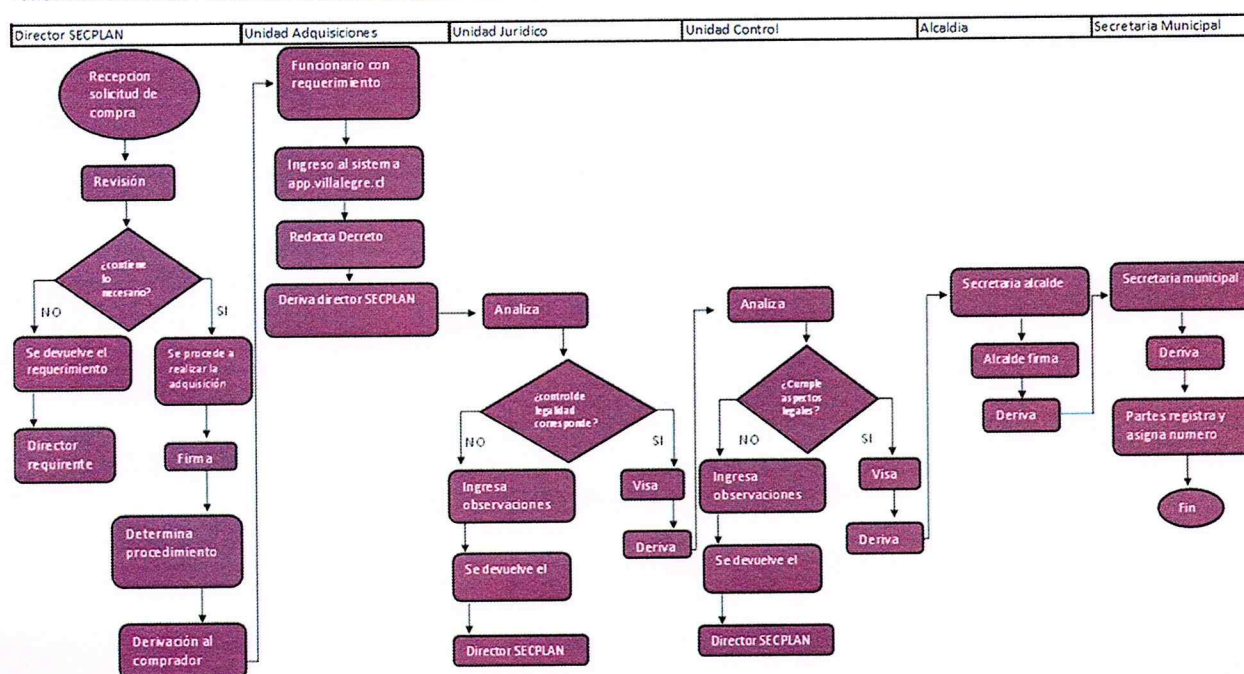 Director SECPLAN
Unidad Adquisiciones
Unidad Juridico
Unidad Control
Alcaldia
Secretaria Municipal
Recepcion
solicitud de
compra
Revisión
¿contiene
lo
necesario?
NO
SI
Se devuelve el
requerimiento
Director
requirente
Se procede a
realizar la
adquisición
Firma
Determina
procedimiento
Derivación al
comprador
Funcionario con
requerimiento
Ingreso al sistema
app.villalegre.cl
Redacta Decreto
Deriva director SECPLAN
Analiza
¿control de
legalidad
corresponde?
NO
SI
Ingresa
observaciones
Se devuelve el
Director SECPLAN
Visa
Deriva
Analiza
¿Cumple
aspectos
legales?
NO
SI
Ingresa
observaciones
Se devuelve el
Director SECPLAN
Visa
Deriva
Secretaria alcalde
Alcalde firma
Deriva
Secretaria municipal
Deriva
Partes registra y
asigna numero
Fin